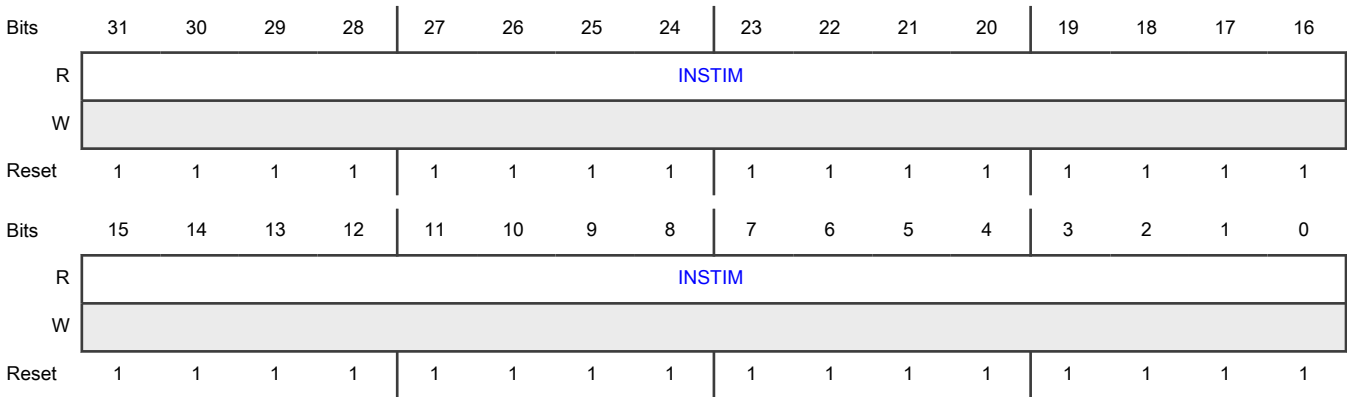 Bits 31 30 29 28 27 26 25 24 23 22 21 20 19 18 17 16
R INSTIM
W
Reset 1 1 1 1 1 1 1 1 1 1 1 1 1 1 1 1
Bits 15 14 13 12 11 10 9 8 7 6 5 4 3 2 1 0
R INSTIM
W
Reset 1 1 1 1 1 1 1 1 1 1 1 1 1 1 1 1